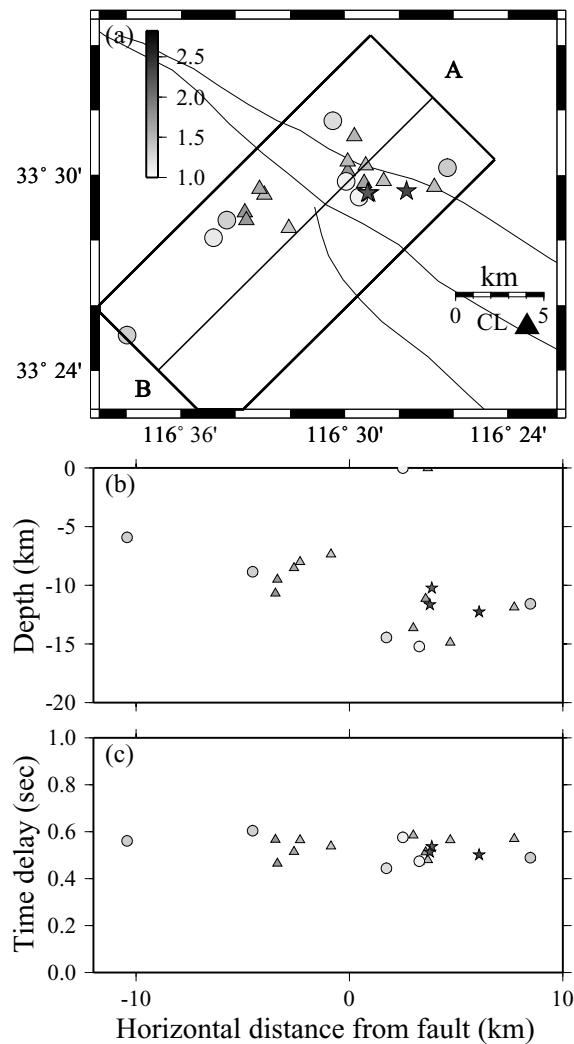 (a)
2.5
2.0
1.5
1.0
A
B
km
0 5
CL
33° 30'
33° 24'
116° 36' 116° 30' 116° 24'
(b)
0
-5
-10
-15
-20
Depth (km)
(c)
1.0
0.8
0.6
0.4
0.2
0.0
Time delay (sec)
-10 0 10
Horizontal distance from fault (km)